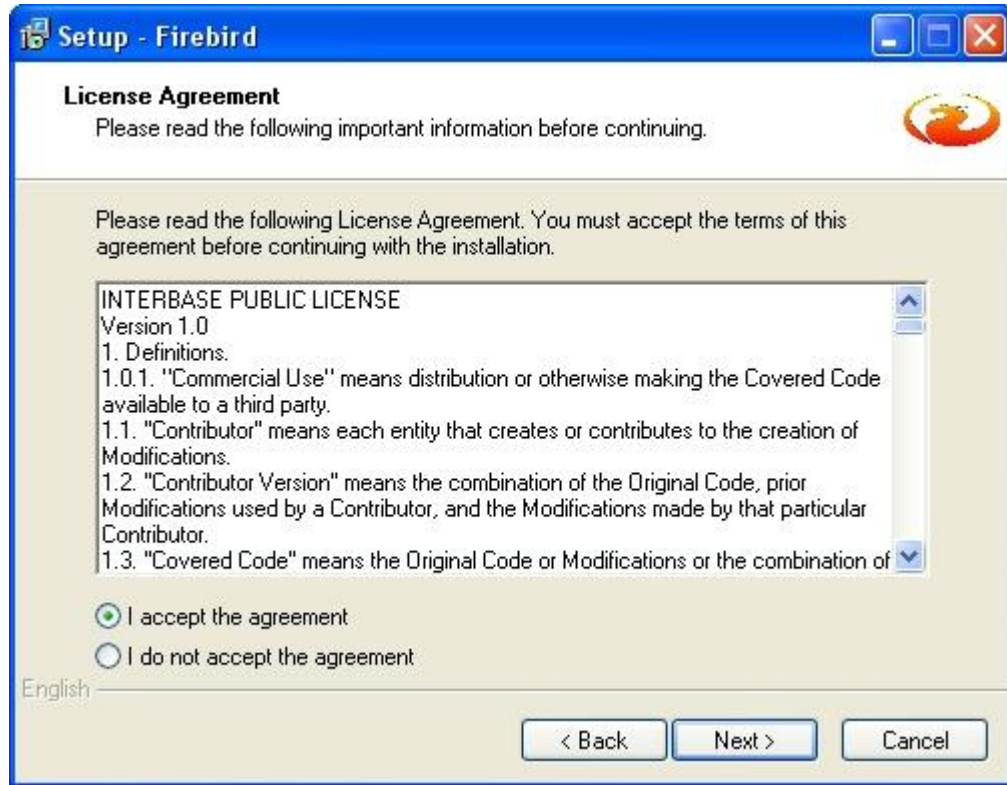 Setup - Firebird
License Agreement
Please read the following important information before continuing.
Please read the following License Agreement. You must accept the terms of this
agreement before continuing with the installation.
INTERBASE PUBLIC LICENSE
Version 1.0
1. Definitions.
1.0.1. ''Commercial Use'' means distribution or otherwise making the Covered Code
available to a third party.
1.1. ''Contributor'' means each entity that creates or contributes to the creation of
Modifications.
1.2. ''Contributor Version'' means the combination of the Original Code, prior
Modifications used by a Contributor, and the Modifications made by that particular
Contributor.
1.3. ''Covered Code'' means the Original Code or Modifications or the combination of
I accept the agreement
I do not accept the agreement
English
< Back Next > Cancel